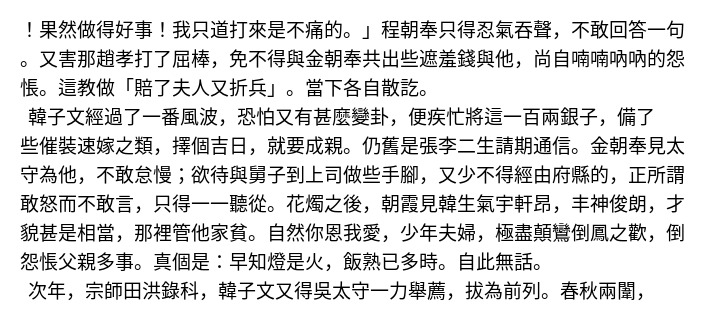 ！果然做得好事！我只道打來是不痛的。」程朝奉只得忍氣吞聲，不敢回答一句
。又害那趙孝打了屈棒，免不得與金朝奉共出些遮羞錢與他，尚自喃喃吶吶的怨
悵。這教做「賠了夫人又折兵」。當下各自散訖。
韓子文經過了一番風波，恐怕又有甚麼變卦，便疾忙將這一百兩銀子，備了
些催裝速嫁之類，擇個吉日，就要成親。仍舊是張李二生請期通信。金朝奉見太
守為他，不敢怠慢；欲待與舅子到上司做些手腳，又少不得經由府縣的，正所謂
敢怒而不敢言，只得一一聽從。花燭之後，朝霞見韓生氣宇軒昂，丰神俊朗，才
貌甚是相當，那裡管他家貧。自然你恩我愛，少年夫婦，極盡顛鸞倒鳳之歡，倒
怨悵父親多事。真個是：早知燈是火，飯熟已多時。自此無話。
次年，宗師田洪錄科，韓子文又得吳太守一力舉薦，拔為前列。春秋兩闈，